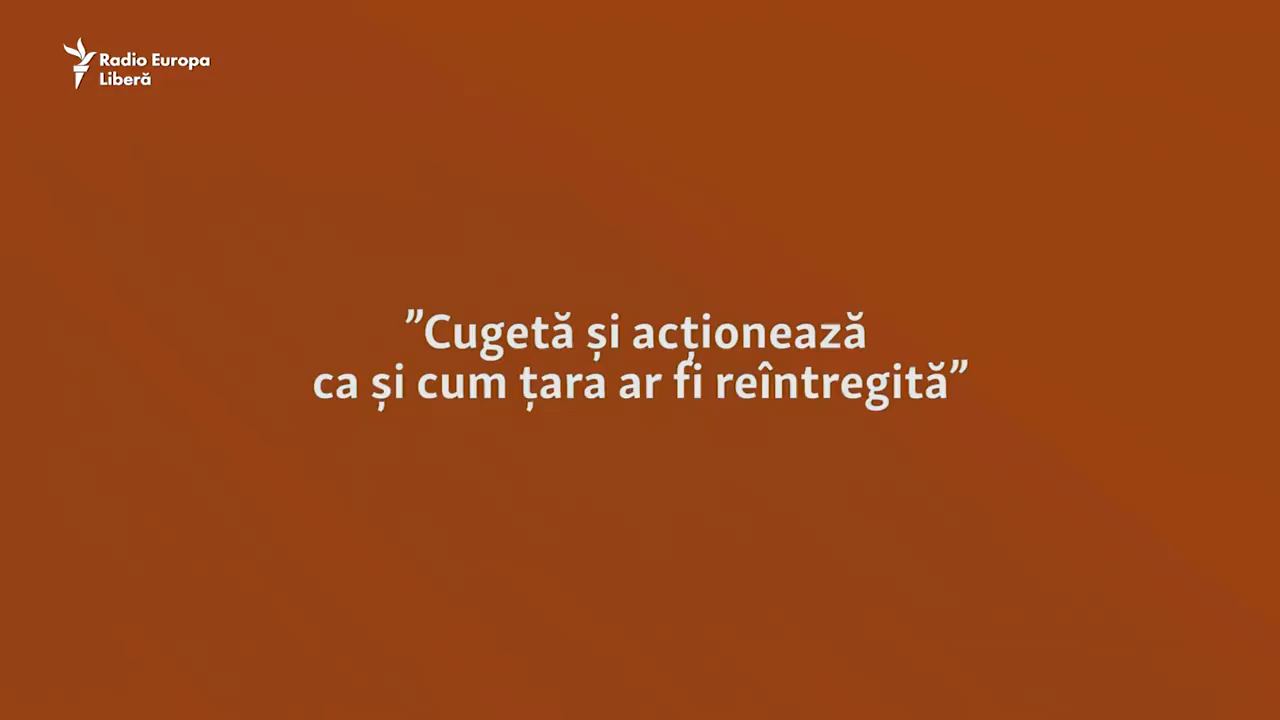 Radio Europa
Liberă
”Cugetă și acționează
ca și cum țara ar fi reîntregită”